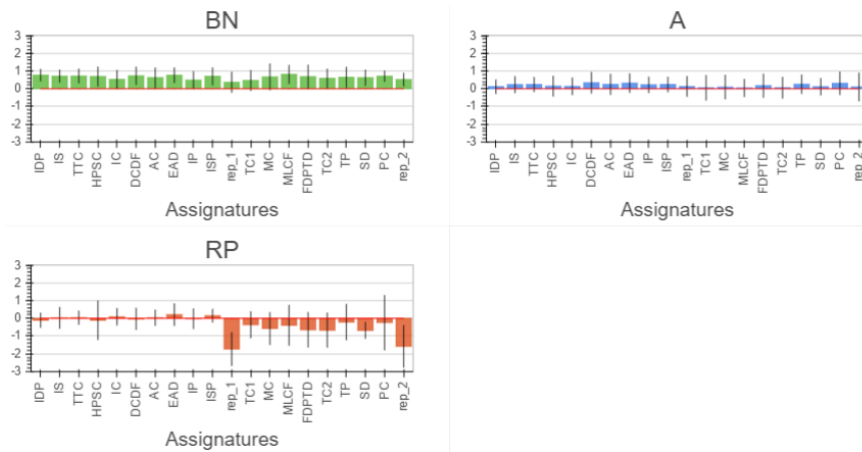 BN
3
2
1
0
-1
-2
-3
IDP
IS
TTC
HPSC
IC
DCDF
AC
EAD
IP
ISP
rep_1
TC1
MC
MLCF
FDPTD
TC2
TP
SD
PC
rep_2
Assignatures
A
3
2
1
0
-1
-2
-3
IDP
IS
TTC
HPSC
IC
DCDF
AC
EAD
IP
ISP
rep_1
TC1
MC
MLCF
FDPTD
TC2
TP
SD
PC
rep_2
Assignatures
RP
3
2
1
0
-1
-2
-3
IDP
IS
TTC
HPSC
IC
DCDF
AC
EAD
IP
ISP
rep_1
TC1
MC
MLCF
FDPTD
TC2
TP
SD
PC
rep_2
Assignatures